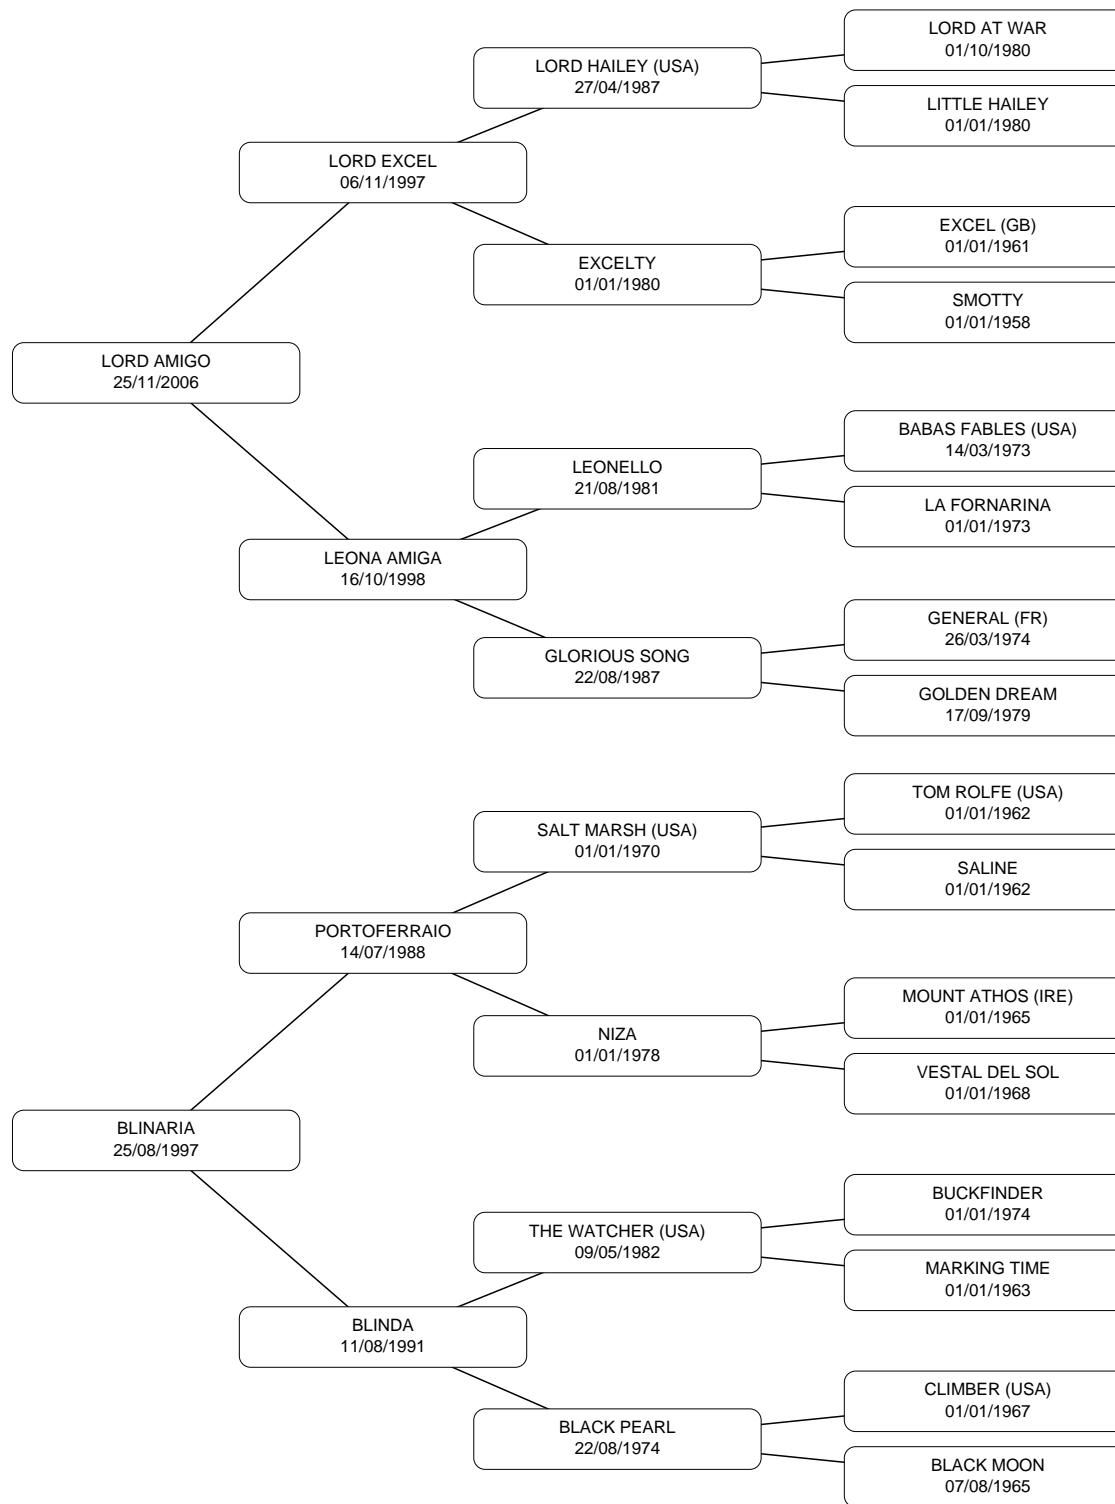 LORD AT WAR
01/10/1980
LORD HAILEY (USA)
27/04/1987
LITTLE HAILEY
01/01/1980
LORD EXCEL
06/11/1997
EXCEL (GB)
01/01/1961
EXCELTY
01/01/1980
SMOTTY
01/01/1958
LORD AMIGO
25/11/2006
BABAS FABLES (USA)
14/03/1973
LEONELLO
21/08/1981
LA FORNARINA
01/01/1973
LEONA AMIGA
16/10/1998
GENERAL (FR)
26/03/1974
GLORIOUS SONG
22/08/1987
GOLDEN DREAM
17/09/1979
TOM ROLFE (USA)
01/01/1962
SALT MARSH (USA)
01/01/1970
SALINE
01/01/1962
PORTOFERRAIO
14/07/1988
MOUNT ATHOS (IRE)
01/01/1965
NIZA
01/01/1978
VESTAL DEL SOL
01/01/1968
BLINARIA
25/08/1997
BUCKFINDER
01/01/1974
THE WATCHER (USA)
09/05/1982
MARKING TIME
01/01/1963
BLINDA
11/08/1991
CLIMBER (USA)
01/01/1967
BLACK PEARL
22/08/1974
BLACK MOON
07/08/1965